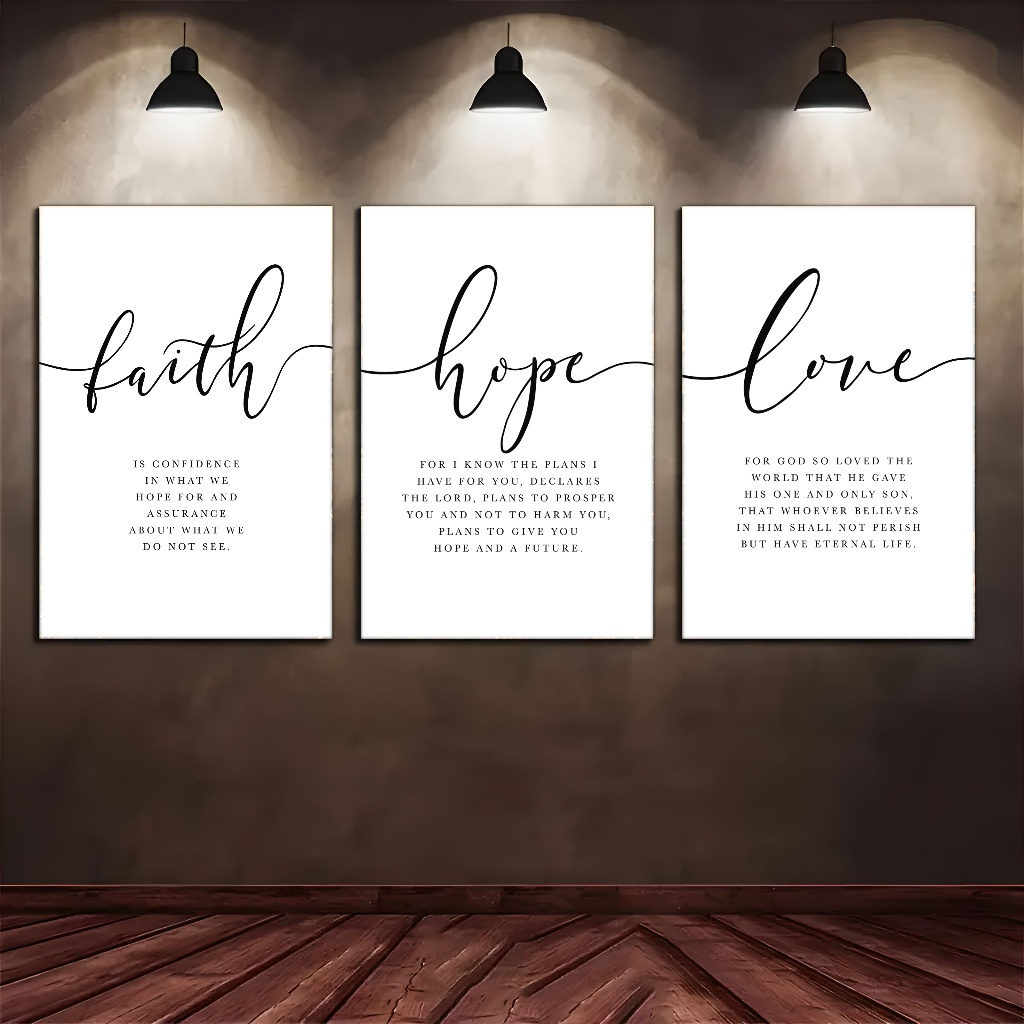 faith
IS CONFIDENCE
IN WHAT WE
HOPE FOR AND
ASSURANCE
ABOUT WHAT WE
DO NOT SEE.
hope
FOR I KNOW THE PLANS I
HAVE FOR YOU, DECLARES
THE LORD, PLANS TO PROSPER
YOU AND NOT TO HARM YOU,
PLANS TO GIVE YOU
HOPE AND A FUTURE.
love
FOR GOD SO LOVED THE
WORLD THAT HE GAVE
HIS ONE AND ONLY SON,
THAT WHOEVER BELIEVES
IN HIM SHALL NOT PERISH
BUT HAVE ETERNAL LIFE.